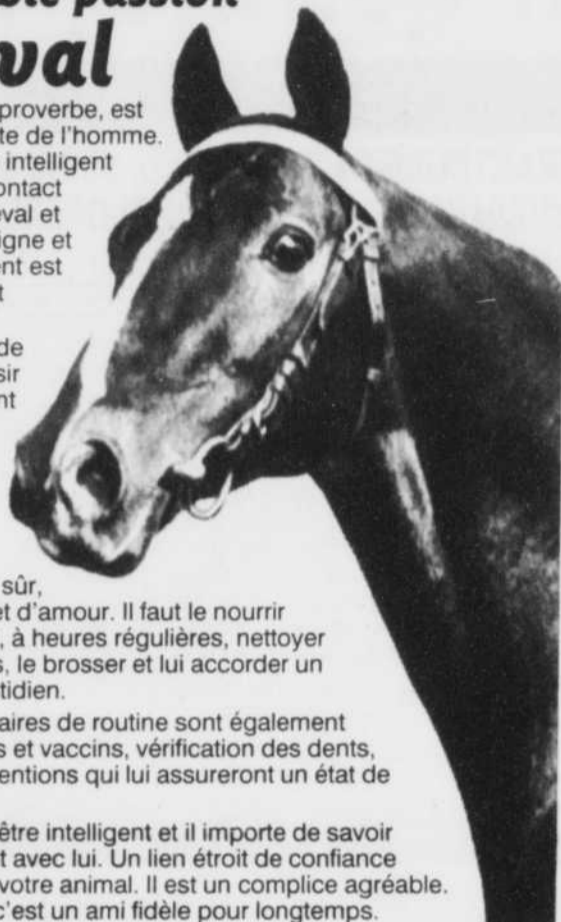 passion
val
proverbe, est
te de l'homme.
intelligent
ontact
eval et
igne et
ent est
t
de
sir
nt
sûr,
et d'amour. Il faut le nourrir
, à heures régulières, nettoyer
s, le brosser et lui accorder un
tidien.
aires de routine sont également
s et vaccins, vérification des dents,
entions qui lui assureront un état de
être intelligent et il importe de savoir
t avec lui. Un lien étroit de confiance
votre animal. Il est un complice agréable.
c'est un ami fidèle pour longtemps.